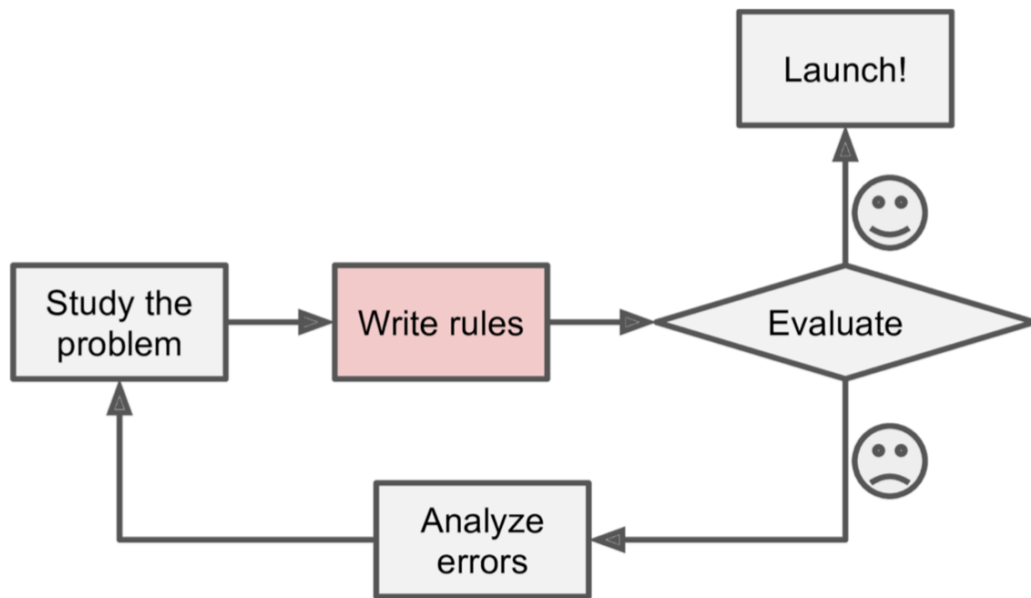 Launch!
Study the
problem
Write rules
Evaluate
Analyze
errors